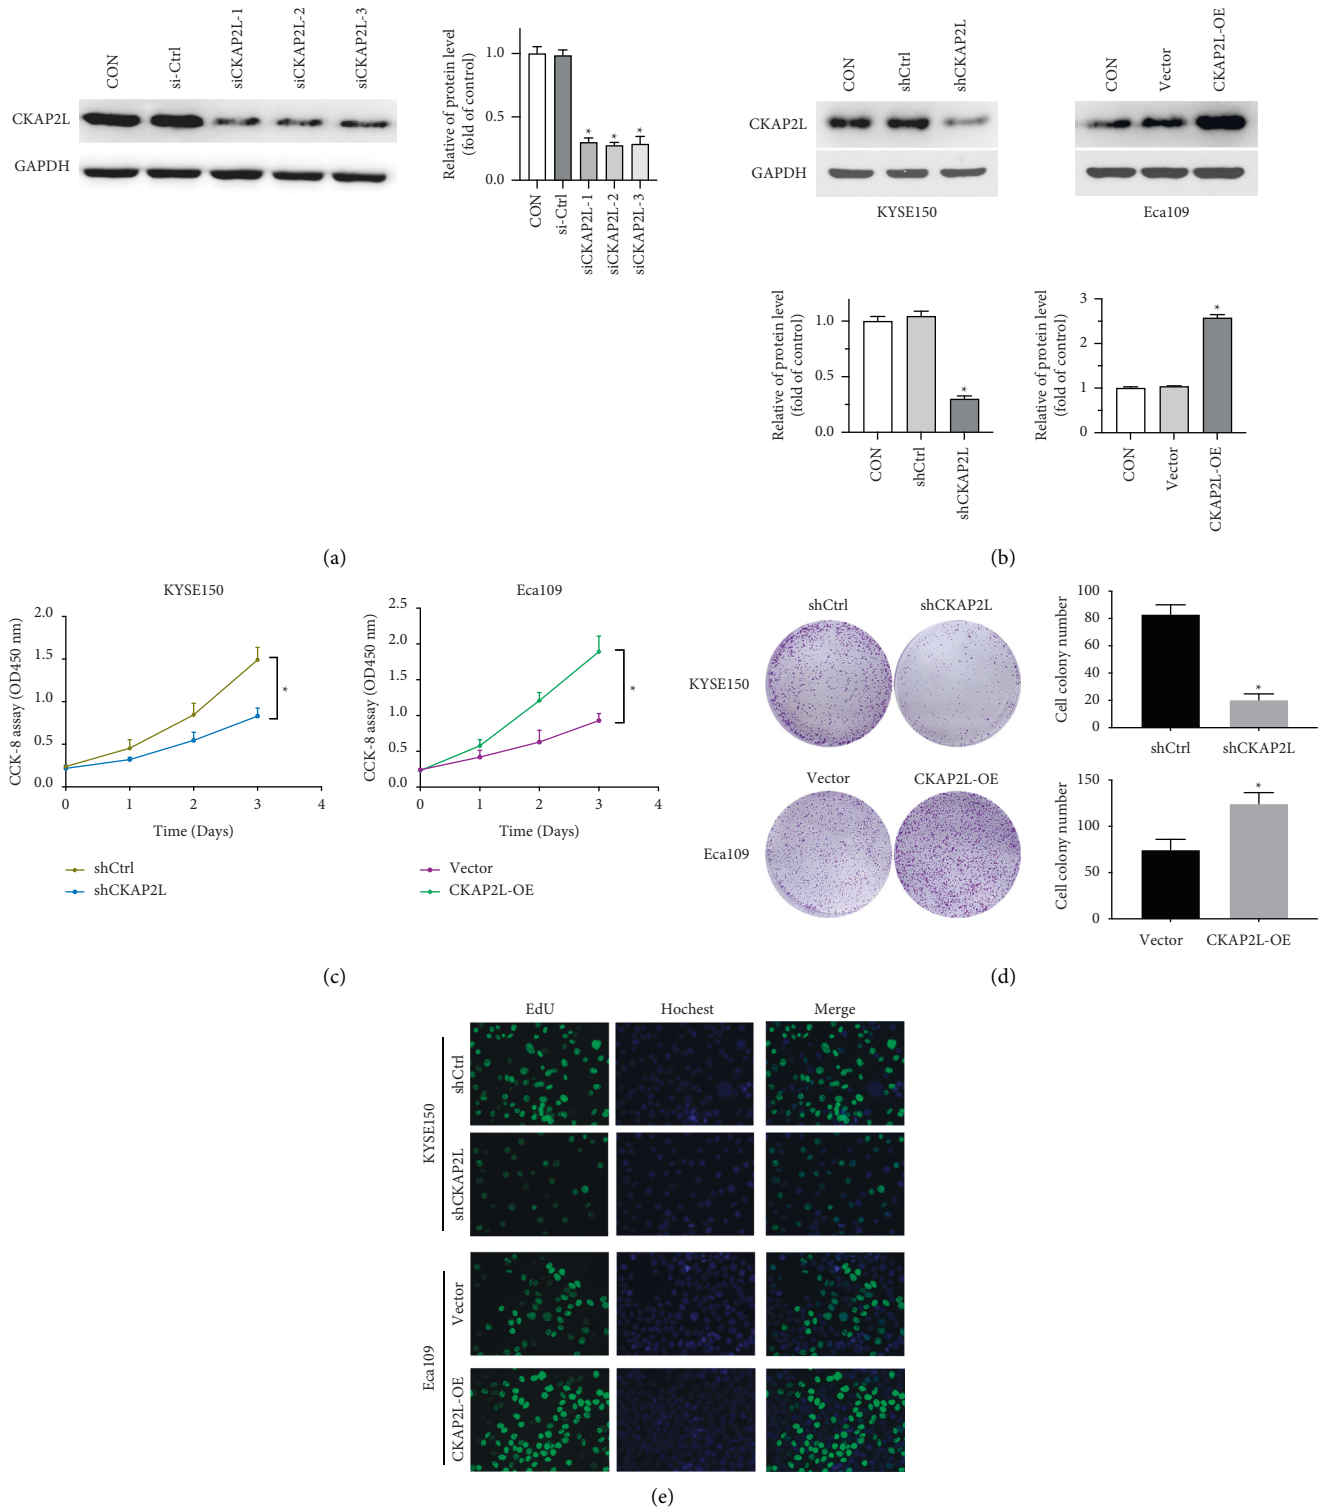 CON
si-Ctrl
siCKAP2L-1
siCKAP2L-2
siCKAP2L-3
CKAP2L
GAPDH
Relative of protein level
(fold of control)
1.0
0.5
0.0
CON
si-Ctrl
siCKAP2L-1
siCKAP2L-2
siCKAP2L-3
* * *
(a)
CON
shCtrl
shCKAP2L
CKAP2L
GAPDH
KYSE150
CON
Vector
CKAP2L-OE
Eca109
Relative of protein level
(fold of control)
1.0
0.5
0.0
*
CON
shCtrl
shCKAP2L
Relative of protein level
(fold of control)
3
2
1
0
*
CON
Vector
CKAP2L-OE
(b)
KYSE150
CCK-8 assay (OD450 nm)
2.0
1.5
1.0
0.5
0.0
*
0 1 2 3 4
Time (Days)
shCtrl
shCKAP2L
Eca109
CCK-8 assay (OD450 nm)
2.5
2.0
1.5
1.0
0.5
0.0
*
0 1 2 3 4
Time (Days)
Vector
CKAP2L-OE
(c)
shCtrl shCKAP2L
KYSE150
Vector CKAP2L-OE
Eca109
Cell colony number
100
80
60
40
20
0
*
shCtrl shCKAP2L
Cell colony number
150
100
50
0
*
Vector CKAP2L-OE
(d)
EdU Hochest Merge
KYSE150
shCtrl
shCKAP2L
Eca109
Vector
CKAP2L-OE
(e)